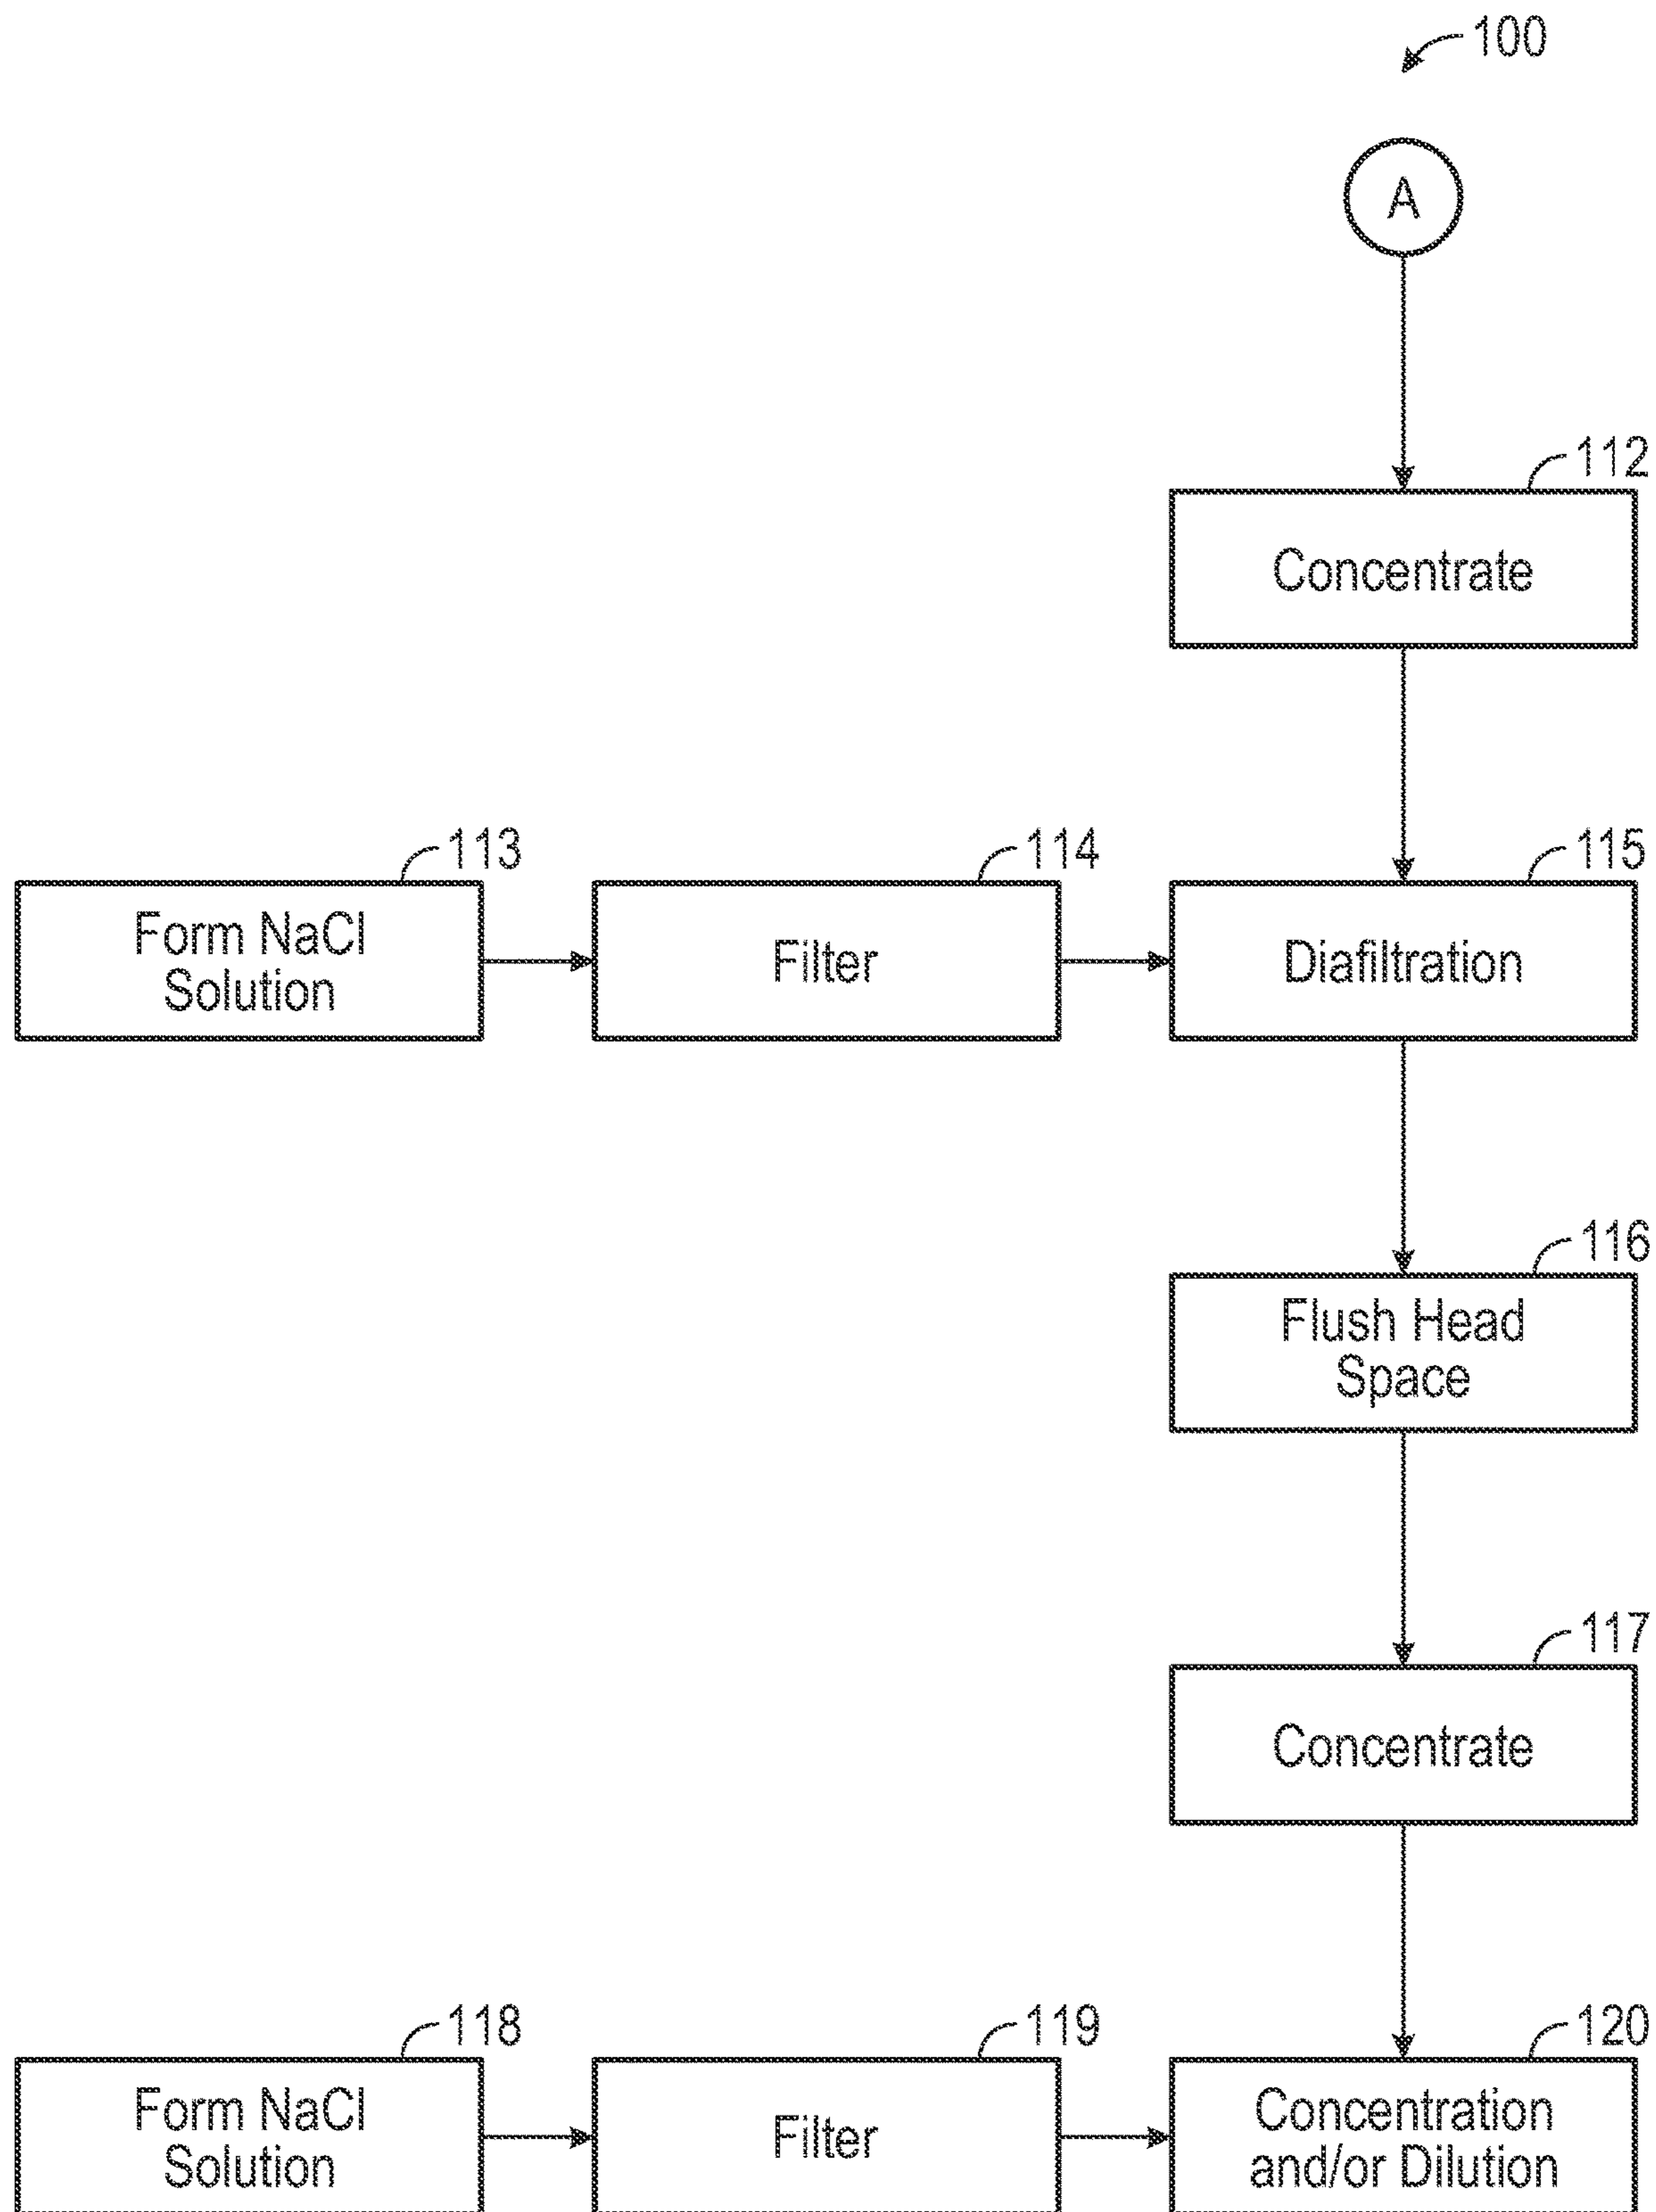 100
A
112
Concentrate
113
114
115
Form NaCl
Solution
Filter
Diafiltration
116
Flush Head
Space
117
Concentrate
118
119
120
Form NaCl
Solution
Filter
Concentration
and/or Dilution